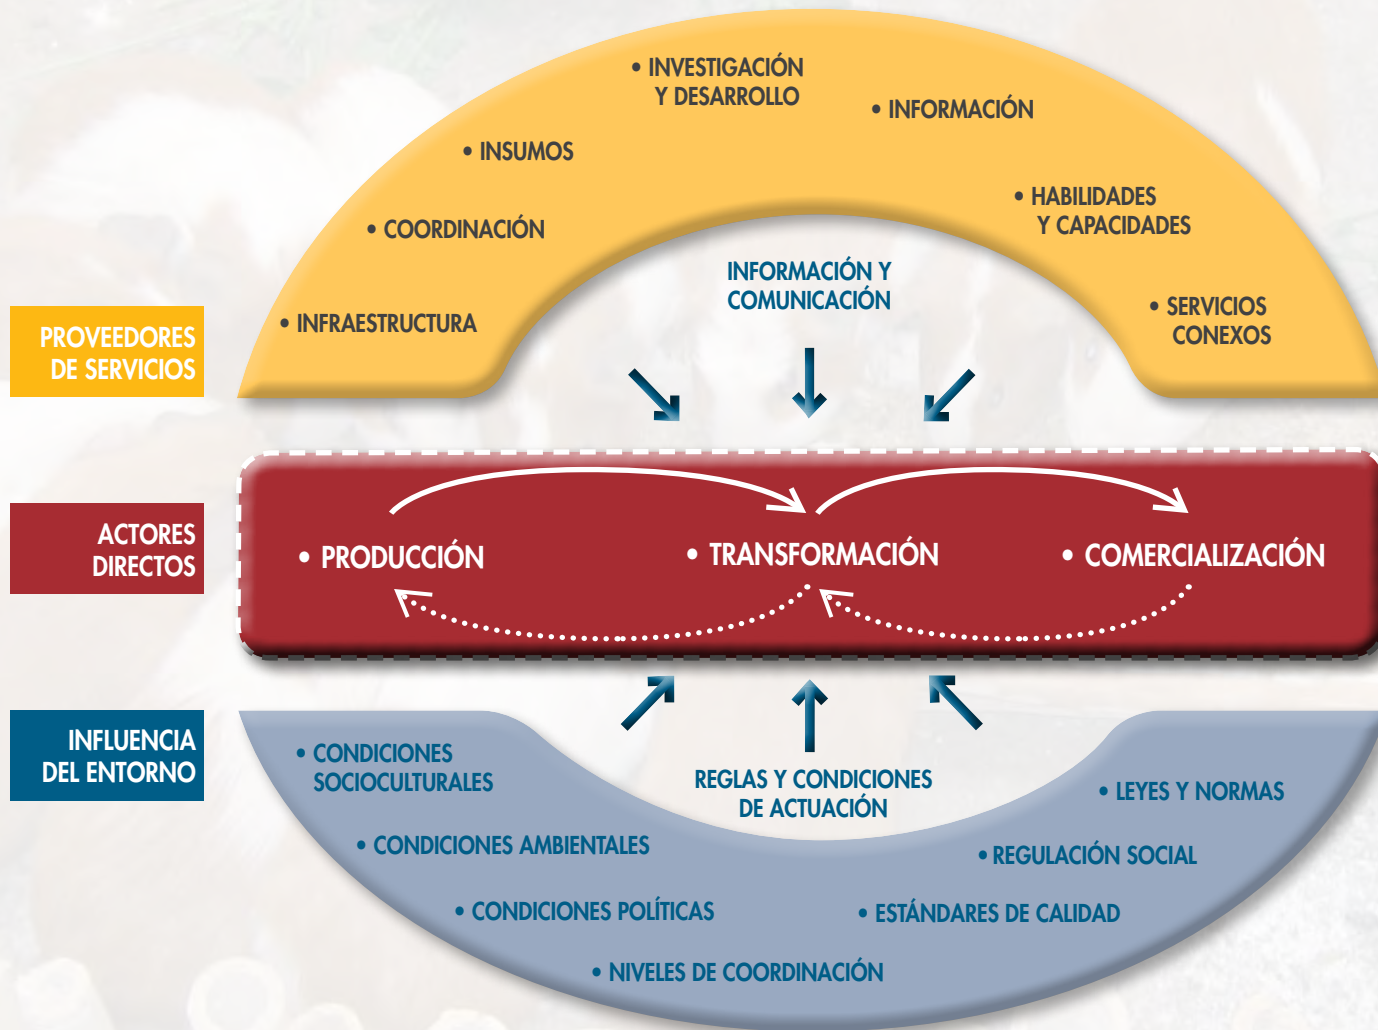 • INVESTIGACIÓN
Y DESARROLLO
• INFORMACIÓN
• INSUMOS
• HABILIDADES
Y CAPACIDADES
• COORDINACIÓN
INFORMACIÓN Y
COMUNICACIÓN
• SERVICIOS
CONEXOS
• INFRAESTRUCTURA
PROVEEDORES
DE SERVICIOS
ACTORES
DIRECTOS
• PRODUCCIÓN
• TRANSFORMACIÓN
• COMERCIALIZACIÓN
INFLUENCIA
DEL ENTORNO
• CONDICIONES
SOCIOCULTURALES
REGLAS Y CONDICIONES
DE ACTUACIÓN
• LEYES Y NORMAS
• CONDICIONES AMBIENTALES
• REGULACIÓN SOCIAL
• CONDICIONES POLÍTICAS
• ESTÁNDARES DE CALIDAD
• NIVELES DE COORDINACIÓN